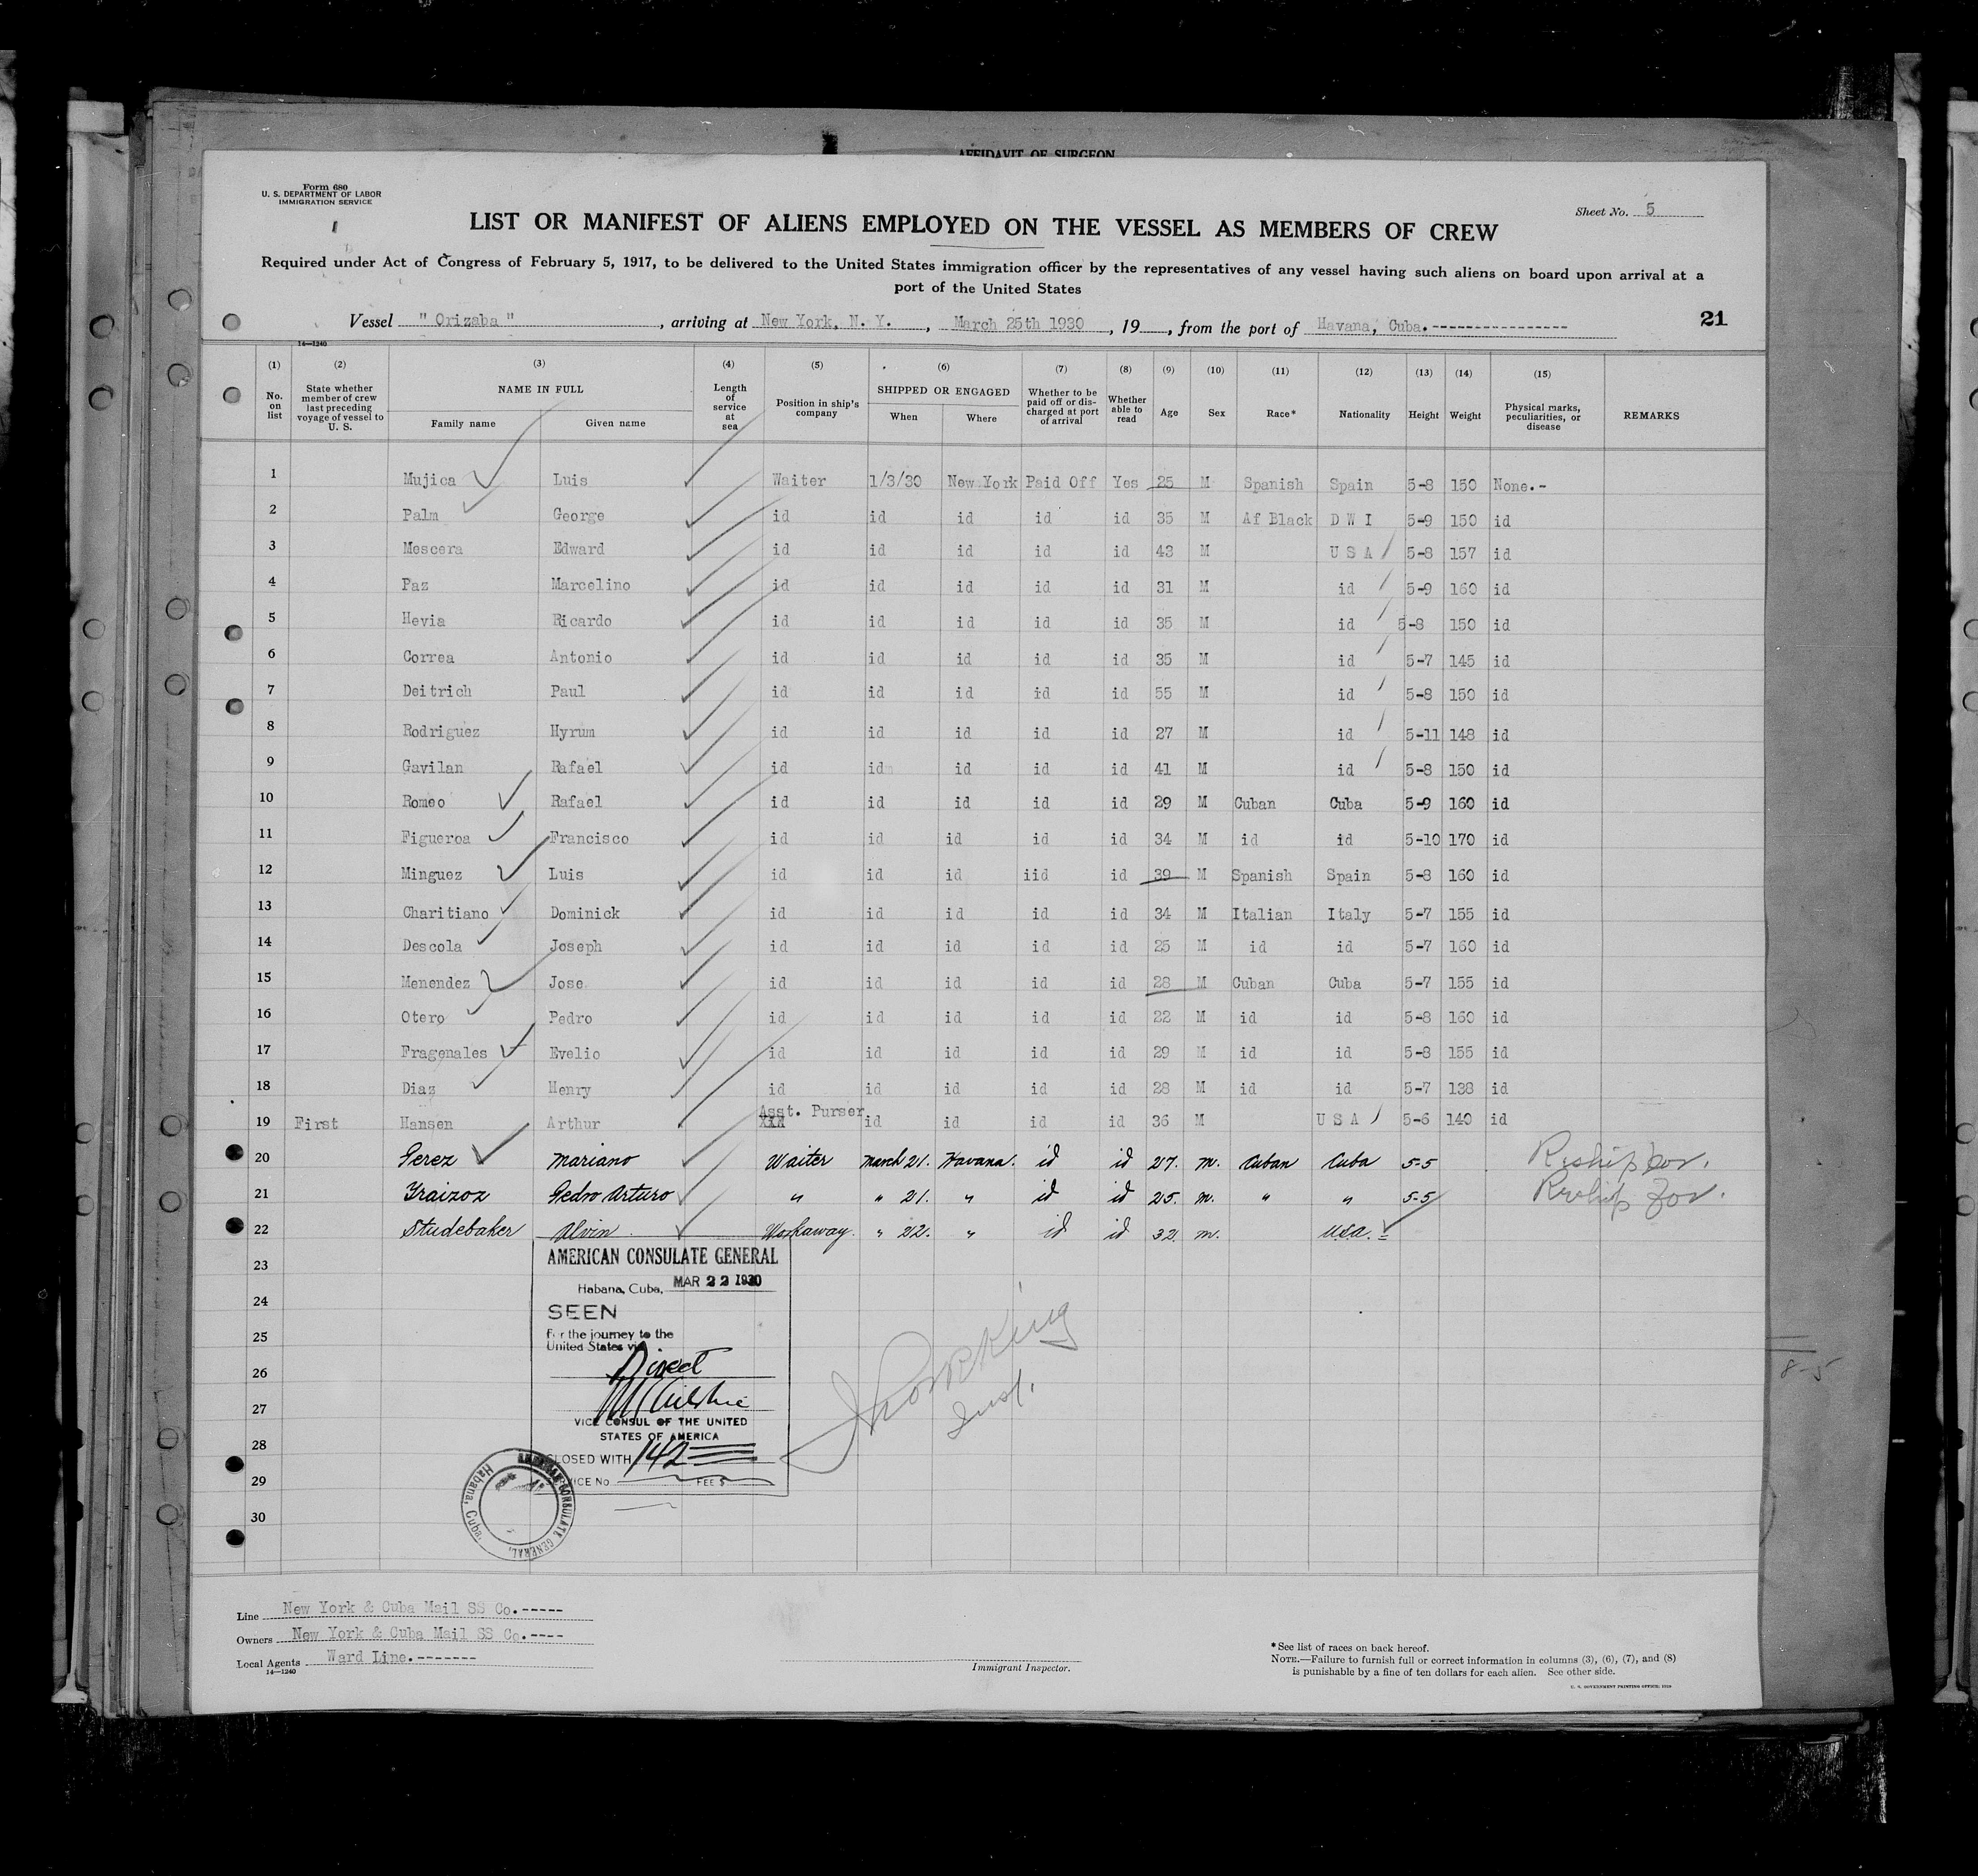 AFFIDAVIT OF SURGEON
Form 680
U. S. DEPARTMENT OF LABOR
IMMIGRATION SERVICE
Sheet No. 5
LIST OR MANIFEST OF ALIENS EMPLOYED ON THE VESSEL AS MEMBERS OF CREW
Required under Act of Congress of February 5, 1917, to be delivered to the United States immigration officer by the representatives of any vessel having such aliens on board upon arrival at a
port of the United States
Vessel " Orizaba ", arriving at New York, N. Y., March 25th 1930, 19, from the port of Havana, Cuba.
21
14—1240
(1) (2) (3) (4) (5) (6) (7) (8) (9) (10) (11) (12) (13) (14) (15)
No. on list State whether member of crew last preceding voyage of vessel to U. S. NAME IN FULL Family name Given name Length of service at sea Position in ship's company SHIPPED OR ENGAGED When Where Whether to be paid off or discharged at port of arrival Whether able to read Age Sex Race* Nationality Height Weight Physical marks, peculiarities, or disease REMARKS
1 Mujica Luis Waiter 1/3/30 New York Paid Off Yes 25 M Spanish Spain 5-8 150 None.-
2 Palm George id id id id id 35 M Af Black D W I 5-9 150 id
3 Mescera Edward id id id id id 43 M U S A 5-8 157 id
4 Paz Marcelino id id id id id 31 M id 5-9 160 id
5 Hevia Ricardo id id id id id 35 M id 5-8 150 id
6 Correa Antonio id id id id id 35 M id 5-7 145 id
7 Deitrich Paul id id id id id 55 M id 5-8 150 id
8 Rodriguez Hyrum id id id id id 27 M id 5-11 148 id
9 Gavilan Rafael id id id id id 41 M id 5-8 150 id
10 Romeo Rafael id id id id id 29 M Cuban Cuba 5-9 160 id
11 Figueroa Francisco id id id id id 34 M id id 5-10 170 id
12 Minguez Luis id id id iid id 39 M Spanish Spain 5-8 160 id
13 Charitiano Dominick id id id id id 34 M Italian Italy 5-7 155 id
14 Descola Joseph id id id id id 25 M id id 5-7 160 id
15 Menendez Jose id id id id id 28 M Cuban Cuba 5-7 155 id
16 Otero Pedro id id id id id 22 M id id 5-8 160 id
17 Fragenales Evelio id id id id id 29 M id id 5-8 155 id
18 Diaz Henry id id id id id 28 M id id 5-7 138 id
19 First Hansen Arthur Asst. Purser id id id id 36 M U S A 5-6 140 id
20 Perez Mariano Waiter March 21. Havana. id id 27. m. Cuban Cuba 5-5
21 Pedro Arturo " " 21. " id id 25. m. " " 5-5
22 Studebaker Alvin Workaway. " 22. " id id 32. m. U.S.A.
23
24
25
26
27
28
29
30
AMERICAN CONSULATE GENERAL
Habana, Cuba, MAR 22 1930
SEEN
For the journey to the
United States via
Direct
VICE CONSUL OF THE UNITED
STATES OF AMERICA
CLOSED WITH 142
SERVICE No FEE $
AMERICAN CONSULATE GENERAL,
Habana, Cuba.
8-5
Line New York & Cuba Mail SS Co.-----
Owners New York & Cuba Mail SS Co.----
Local Agents Ward Line.-------
14—1240
Immigrant Inspector.
*See list of races on back hereof.
NOTE.—Failure to furnish full or correct information in columns (3), (6), (7), and (8)
is punishable by a fine of ten dollars for each alien. See other side.